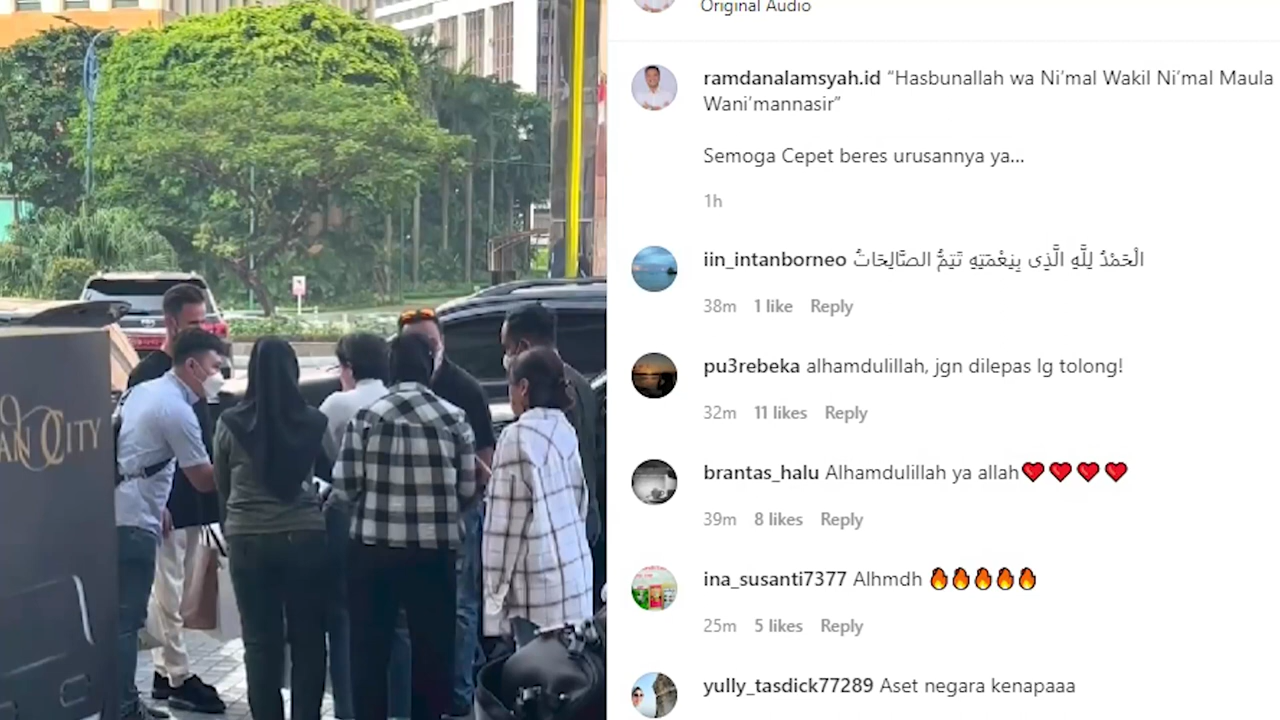 AN CITY
Original Audio
ramdanalamsyah.id “Hasbunallah wa Ni’mal Wakil Ni’mal Maula
Wani’mannasir”
Semoga Cepet beres urusannya ya...
1h
iin_intanborneo الْحَمْدُ لِلَّهِ الَّذِى بِنِعْمَتِهِ تَتِمُّ الصَّالِحَاتُ
38m 1 like Reply
pu3rebeka alhamdulillah, jgn dilepas lg tolong!
32m 11 likes Reply
brantas_halu Alhamdulillah ya allah❤❤❤❤
39m 8 likes Reply
ina_susanti7377 Alhmdh 🔥🔥🔥🔥🔥
25m 5 likes Reply
yully_tasdick77289 Aset negara kenapaaa